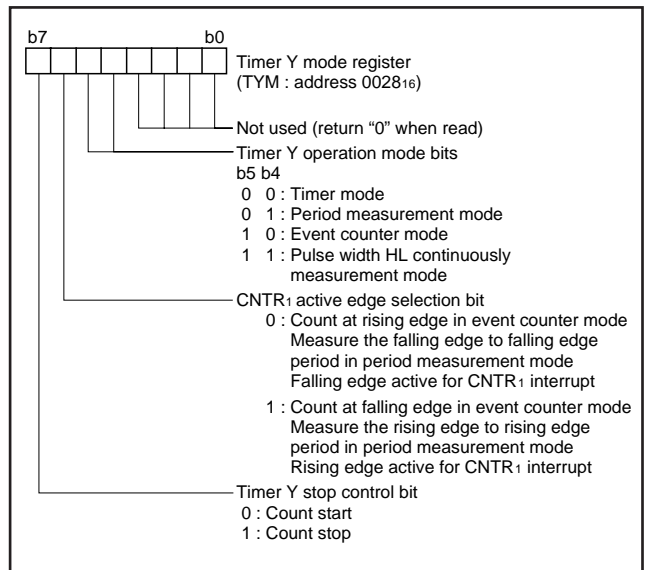 b7 b0
Timer Y mode register
(TYM : address 0028₁₆)
Not used (return “0” when read)
Timer Y operation mode bits
b5 b4
0 0 : Timer mode
0 1 : Period measurement mode
1 0 : Event counter mode
1 1 : Pulse width HL continuously
measurement mode
CNTR₁ active edge selection bit
0 : Count at rising edge in event counter mode
Measure the falling edge to falling edge
period in period measurement mode
Falling edge active for CNTR₁ interrupt
1 : Count at falling edge in event counter mode
Measure the rising edge to rising edge
period in period measurement mode
Rising edge active for CNTR₁ interrupt
Timer Y stop control bit
0 : Count start
1 : Count stop